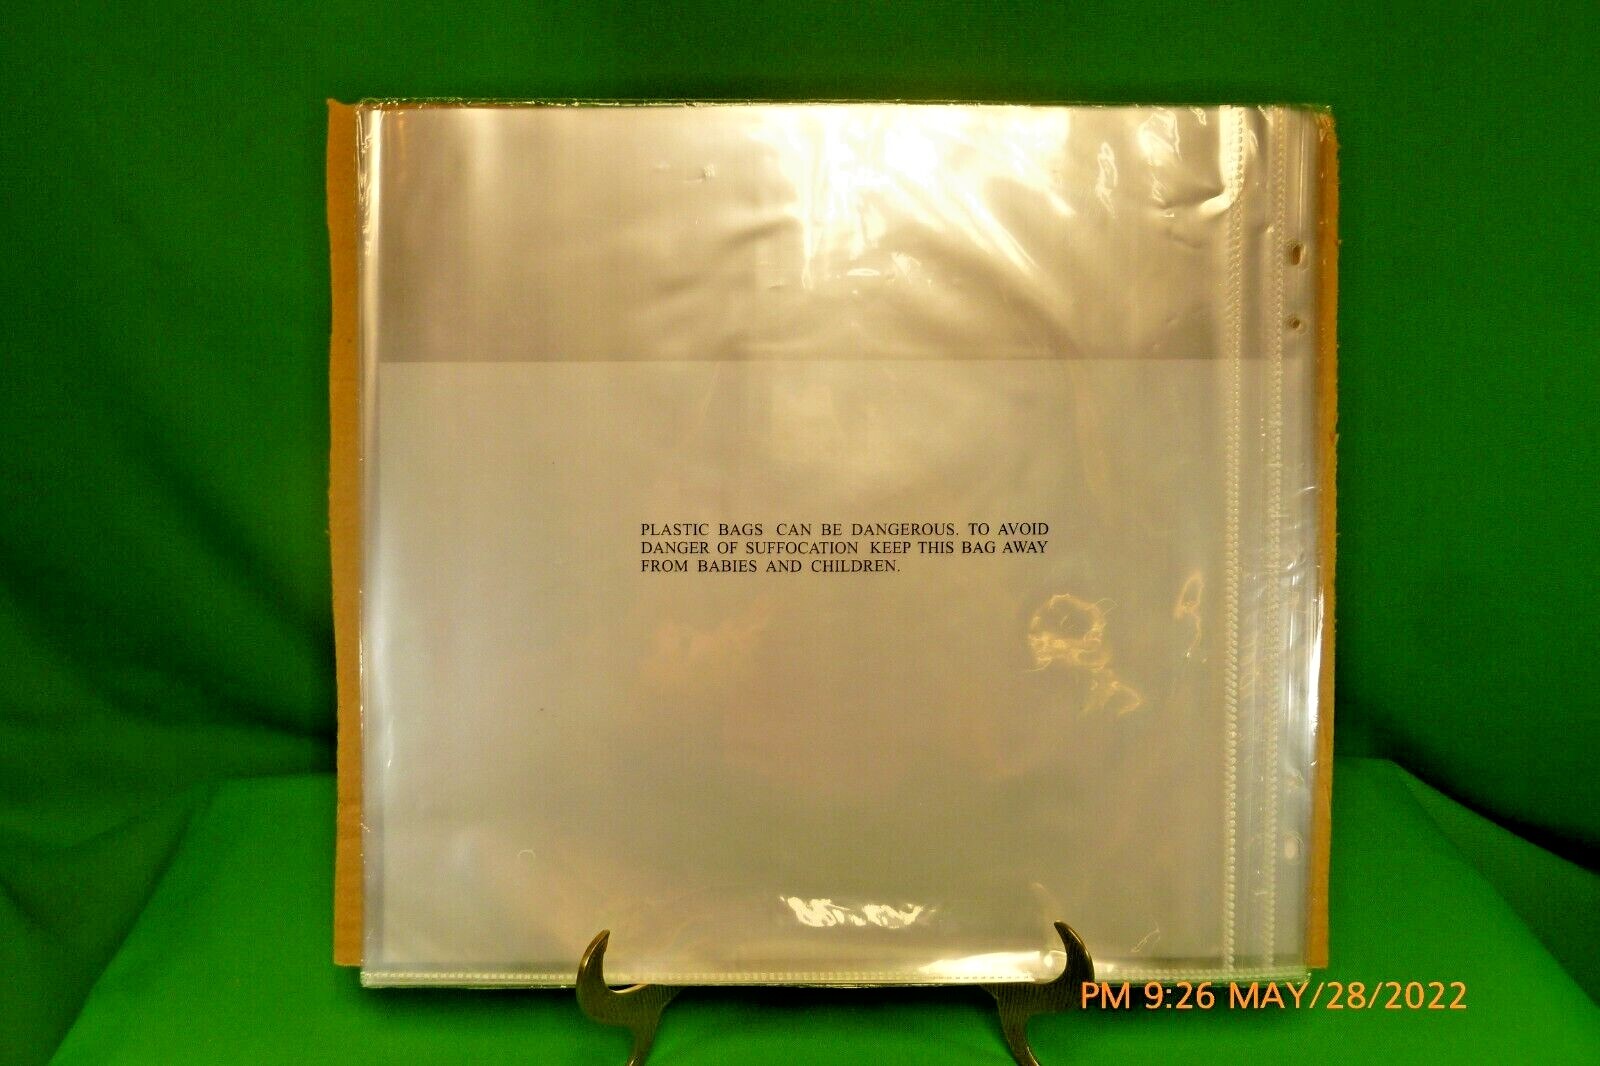 PLASTIC BAGS CAN BE DANGEROUS. TO AVOID
DANGER OF SUFFOCATION KEEP THIS BAG AWAY
FROM BABIES AND CHILDREN.
PM 9:26 MAY/28/2022